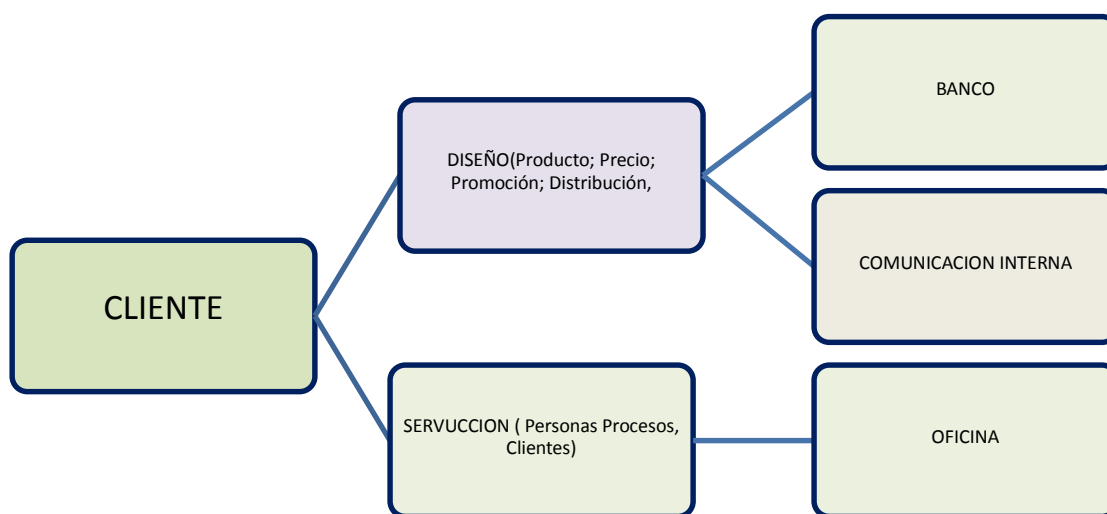 CLIENTE
DISEÑO(Producto; Precio;
Promoción; Distribución,
SERVUCCION ( Personas Procesos,
Clientes)
BANCO
COMUNICACION INTERNA
OFICINA